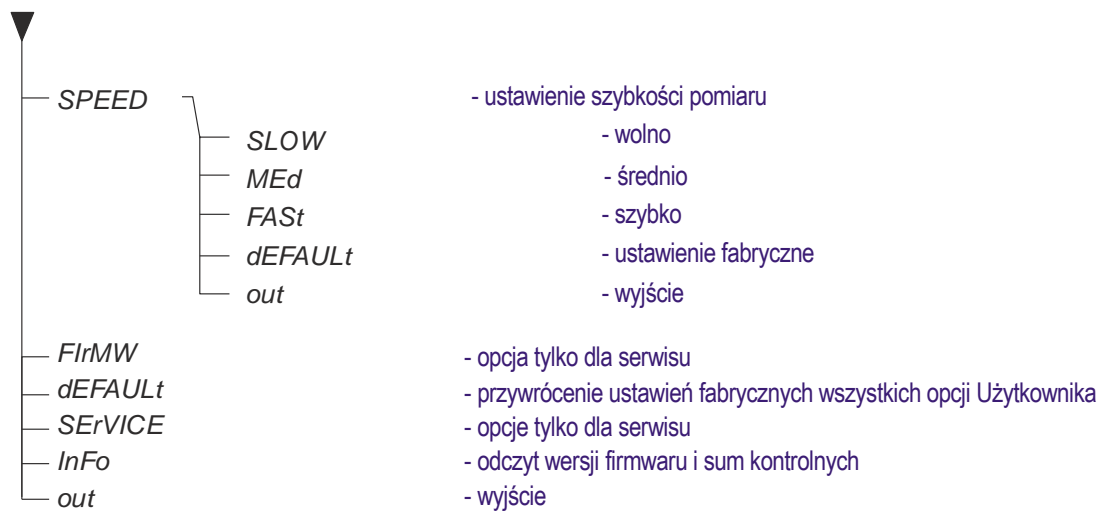 SPEED - ustawienie szybkości pomiaru
SLOW - wolno
MEd - średnio
FASt - szybko
dEFAULt - ustawienie fabryczne
out - wyjście
FIrMW - opcja tylko dla serwisu
dEFAULt - przywrócenie ustawień fabrycznych wszystkich opcji Użytkownika
SErVICE - opcje tylko dla serwisu
InFo - odczyt wersji firmwaru i sum kontrolnych
out - wyjście